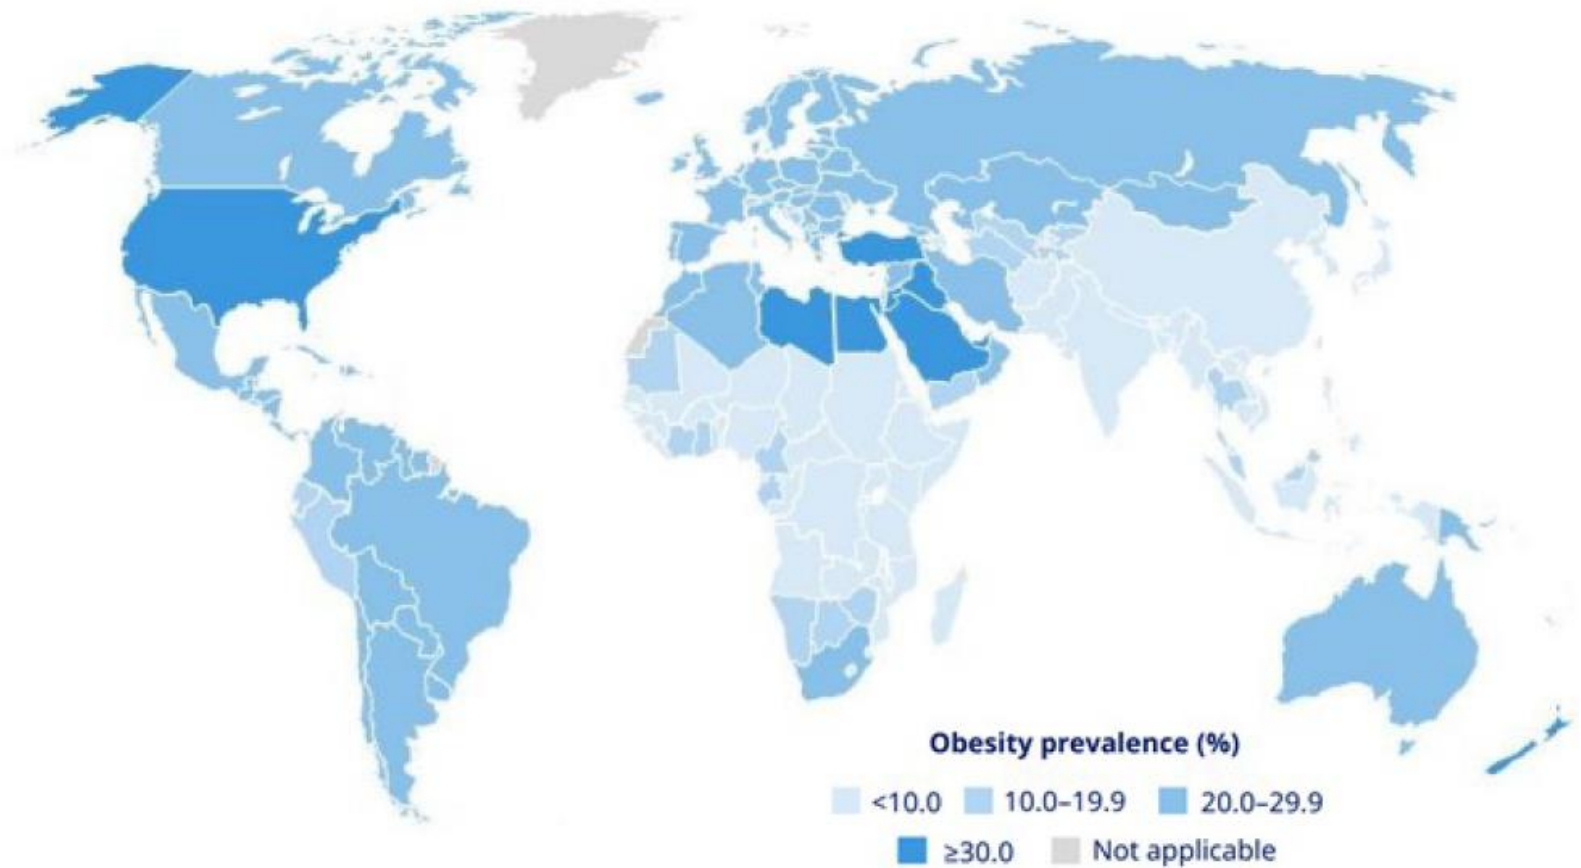 Obesity prevalence (%)
<10.0 10.0–19.9 20.0–29.9
≥30.0 Not applicable